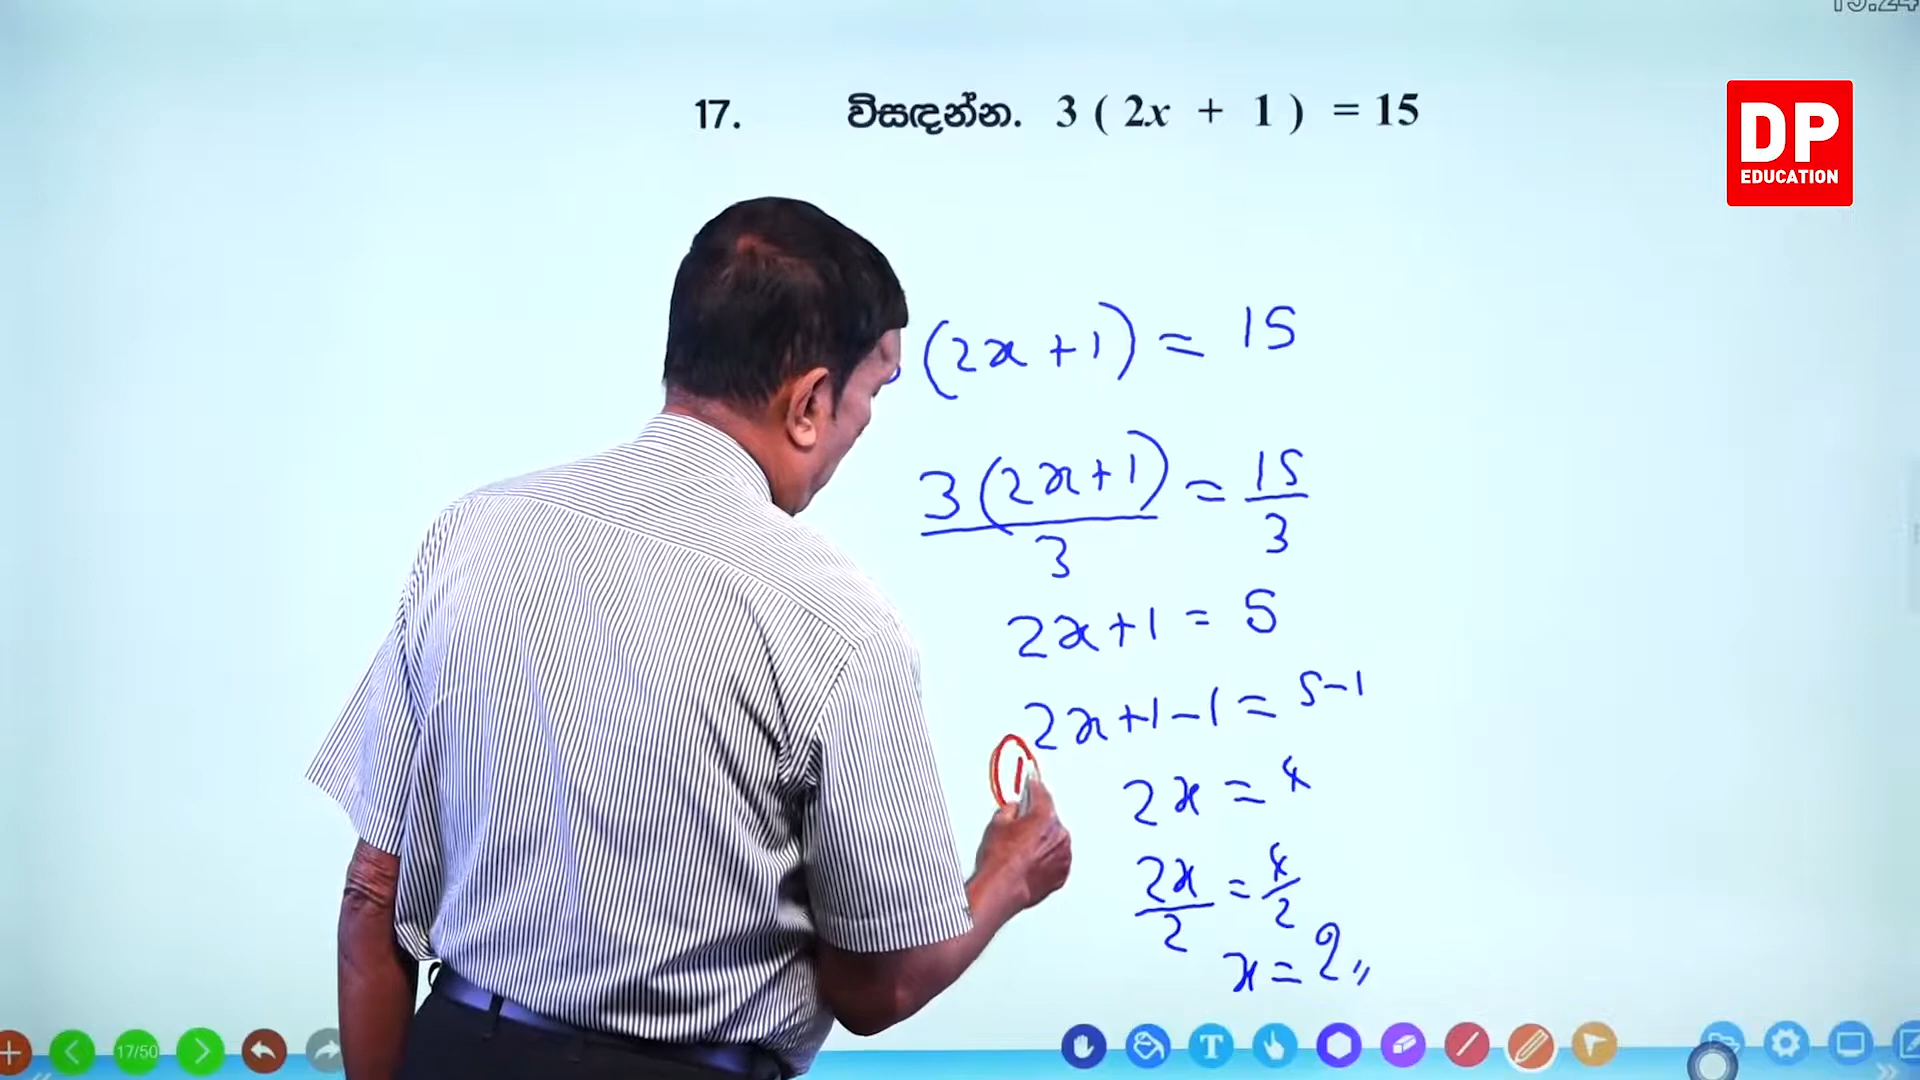 17. විසඳන්න. 3 ( 2x + 1 ) = 15
DP
EDUCATION
(2x+1) = 15
3(2x+1)/3 = 15/3
2x+1 = 5
2x+1-1 = 5-1
1
2x = 4
2x/2 = 4/2
x = 2,,
17/50
T